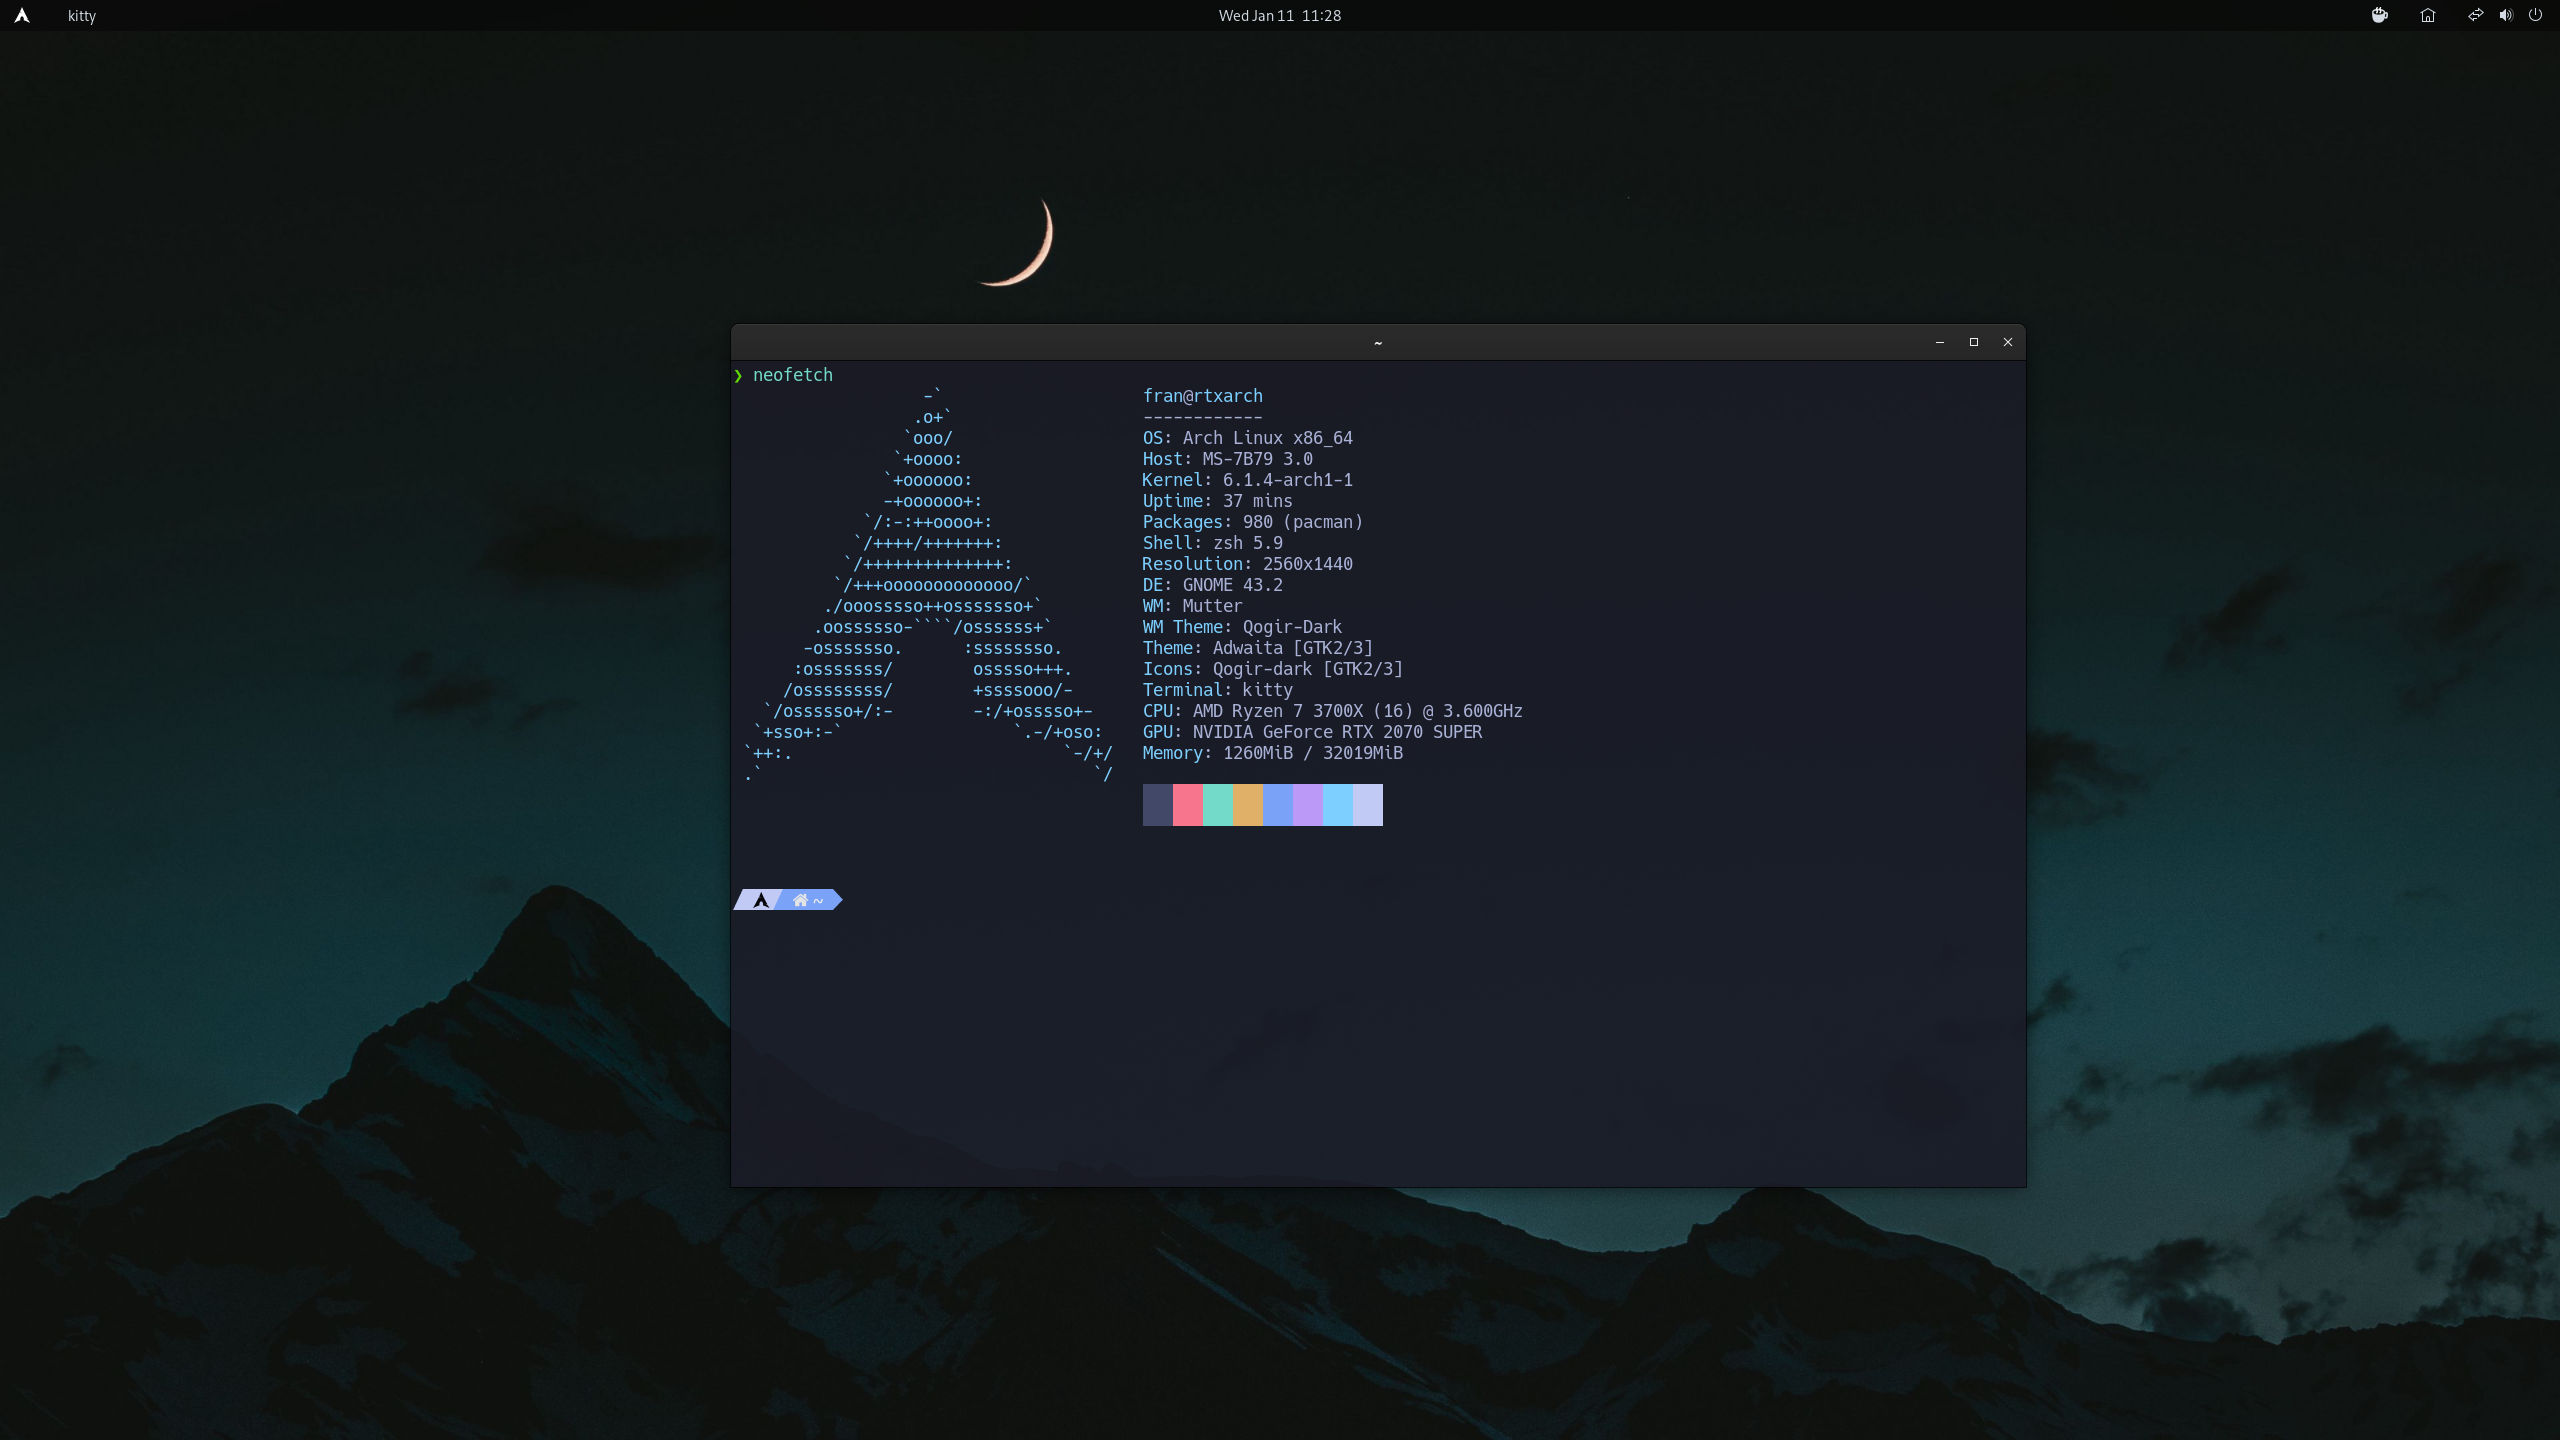 kitty
Wed Jan 11 11:28
~
❯ neofetch
-`
.o+`
`ooo/
`+oooo:
`+oooooo:
-+oooooo+:
`/:-:++oooo+:
`/++++/+++++++:
`/++++++++++++++:
`/+++ooooooooooooo/`
./ooosssso++osssssso+`
.oossssso-````/ossssss+`
-osssssso.      :ssssssso.
:osssssss/        osssso+++.
/ossssssss/        +ssssooo/-
`/ossssso+/:-        -:/+osssso+-
`+sso+:-`                 `.-/+oso:
`++:.                           `-/+/
.`                                 `/
fran@rtxarch
------------
OS: Arch Linux x86_64
Host: MS-7B79 3.0
Kernel: 6.1.4-arch1-1
Uptime: 37 mins
Packages: 980 (pacman)
Shell: zsh 5.9
Resolution: 2560x1440
DE: GNOME 43.2
WM: Mutter
WM Theme: Qogir-Dark
Theme: Adwaita [GTK2/3]
Icons: Qogir-dark [GTK2/3]
Terminal: kitty
CPU: AMD Ryzen 7 3700X (16) @ 3.600GHz
GPU: NVIDIA GeForce RTX 2070 SUPER
Memory: 1260MiB / 32019MiB
~